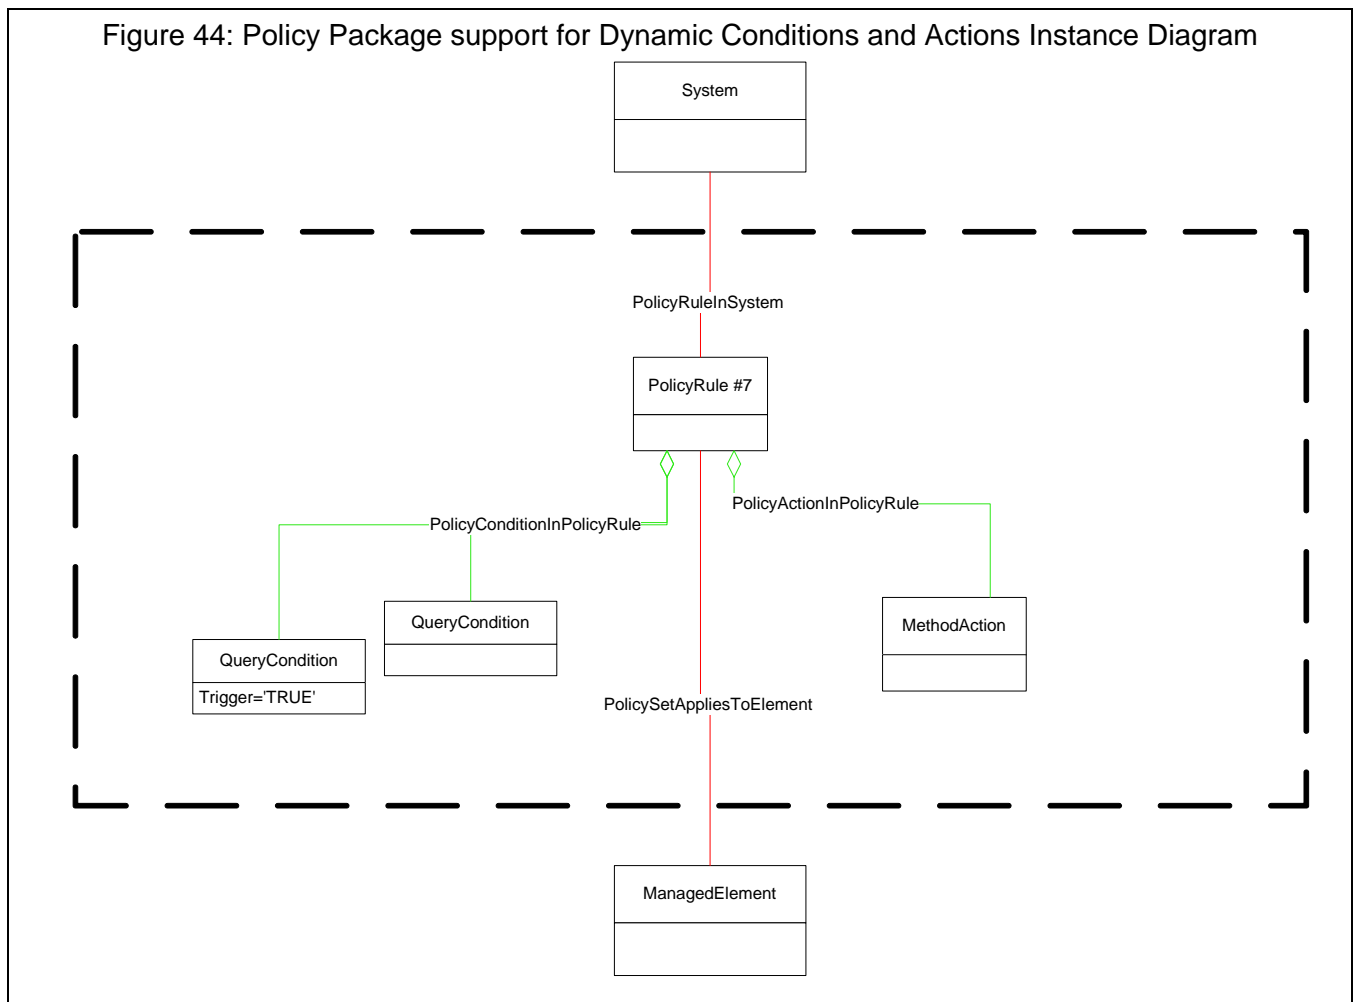 Figure 44: Policy Package support for Dynamic Conditions and Actions Instance Diagram
System
PolicyRuleInSystem
PolicyRule #7
PolicyActionInPolicyRule
PolicyConditionInPolicyRule
QueryCondition
MethodAction
QueryCondition
Trigger='TRUE'
PolicySetAppliesToElement
ManagedElement